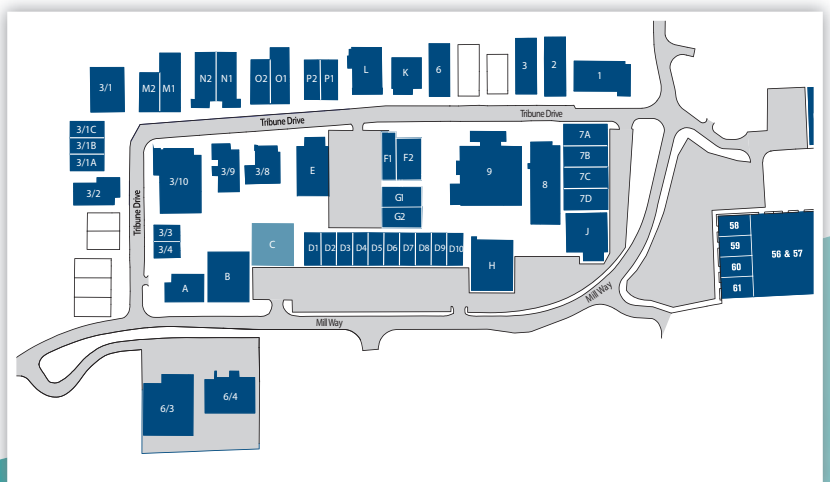 3/1
M2
M1
N2
N1
O2
O1
P2
P1
L
K
6
3
2
1
Tribune Drive
Tribune Drive
3/1C
3/1B
3/1A
3/2
Tribune Drive
3/10
3/9
3/8
E
F1
F2
G1
G2
9
8
7A
7B
7C
7D
J
3/3
3/4
C
D1
D2
D3
D4
D5
D6
D7
D8
D9
D10
H
A
B
58
59
60
61
56 & 57
Mill Way
Mill Way
6/3
6/4